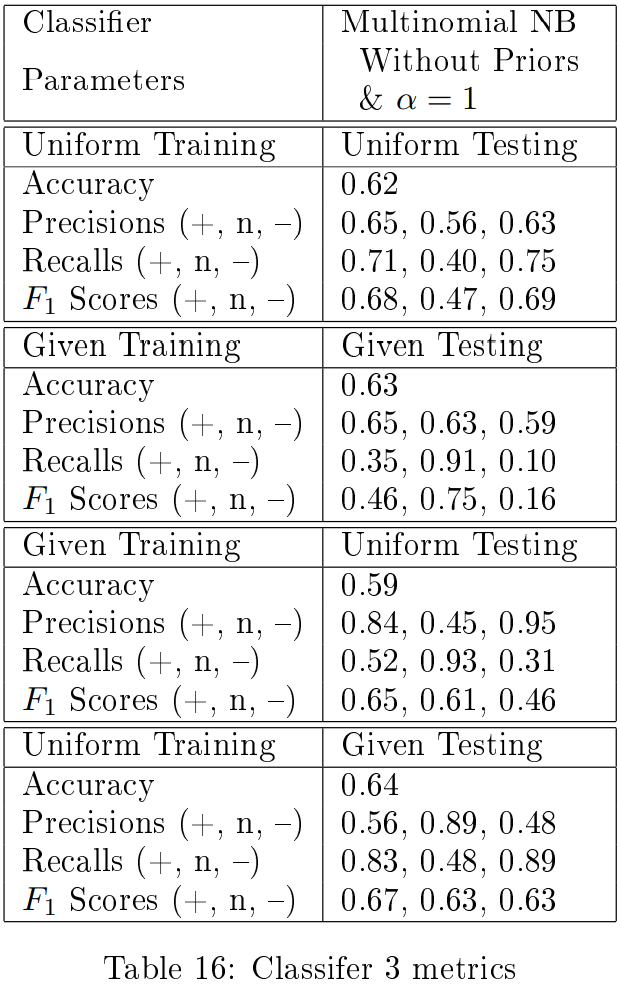 Classifier Multinomial NB
Parameters Without Priors
& α = 1
Uniform Training Uniform Testing
Accuracy 0.62
Precisions (+, n, –) 0.65, 0.56, 0.63
Recalls (+, n, –) 0.71, 0.40, 0.75
F₁ Scores (+, n, –) 0.68, 0.47, 0.69
Given Training Given Testing
Accuracy 0.63
Precisions (+, n, –) 0.65, 0.63, 0.59
Recalls (+, n, –) 0.35, 0.91, 0.10
F₁ Scores (+, n, –) 0.46, 0.75, 0.16
Given Training Uniform Testing
Accuracy 0.59
Precisions (+, n, –) 0.84, 0.45, 0.95
Recalls (+, n, –) 0.52, 0.93, 0.31
F₁ Scores (+, n, –) 0.65, 0.61, 0.46
Uniform Training Given Testing
Accuracy 0.64
Precisions (+, n, –) 0.56, 0.89, 0.48
Recalls (+, n, –) 0.83, 0.48, 0.89
F₁ Scores (+, n, –) 0.67, 0.63, 0.63
Table 16: Classifer 3 metrics